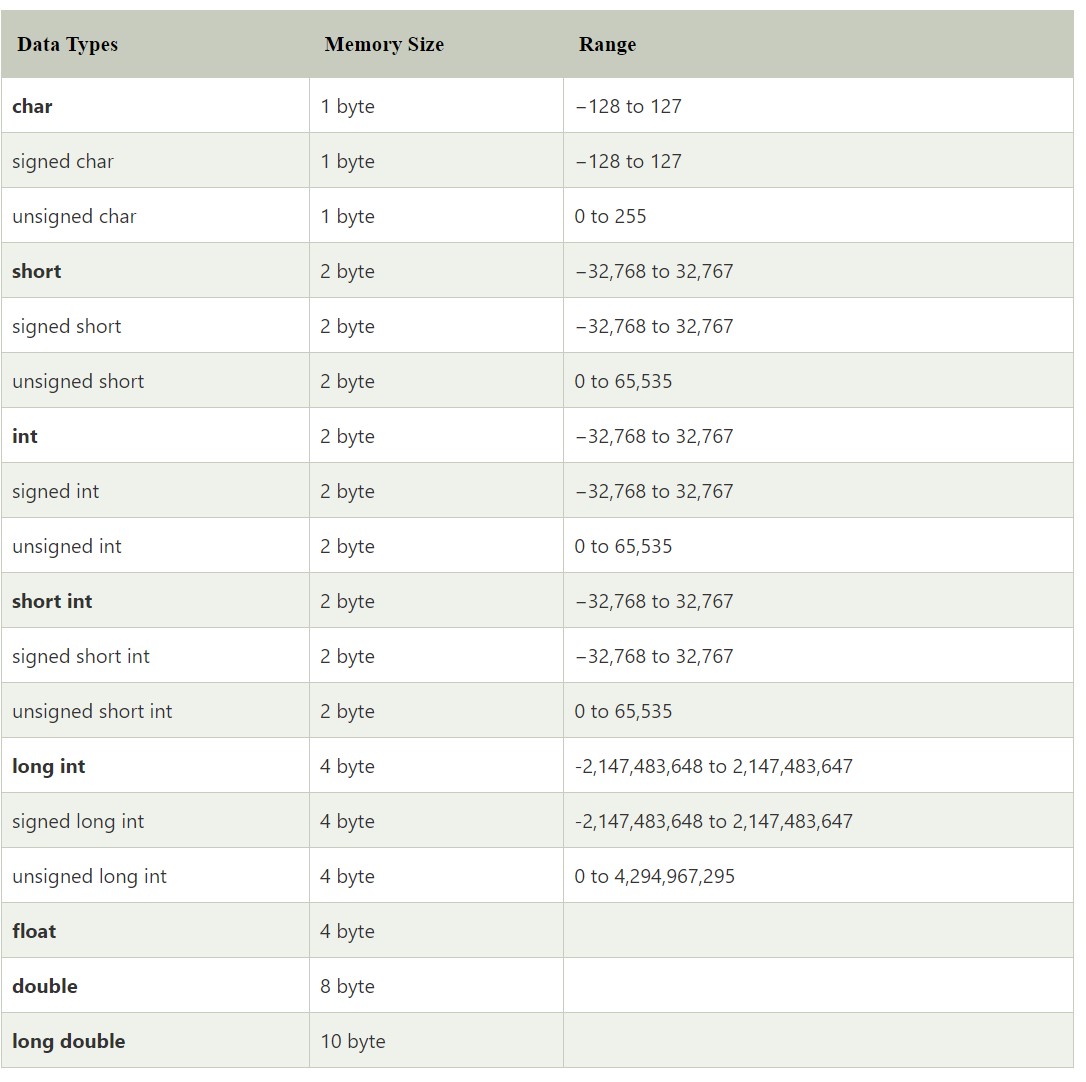 Data Types Memory Size Range
char 1 byte −128 to 127
signed char 1 byte −128 to 127
unsigned char 1 byte 0 to 255
short 2 byte −32,768 to 32,767
signed short 2 byte −32,768 to 32,767
unsigned short 2 byte 0 to 65,535
int 2 byte −32,768 to 32,767
signed int 2 byte −32,768 to 32,767
unsigned int 2 byte 0 to 65,535
short int 2 byte −32,768 to 32,767
signed short int 2 byte −32,768 to 32,767
unsigned short int 2 byte 0 to 65,535
long int 4 byte -2,147,483,648 to 2,147,483,647
signed long int 4 byte -2,147,483,648 to 2,147,483,647
unsigned long int 4 byte 0 to 4,294,967,295
float 4 byte
double 8 byte
long double 10 byte